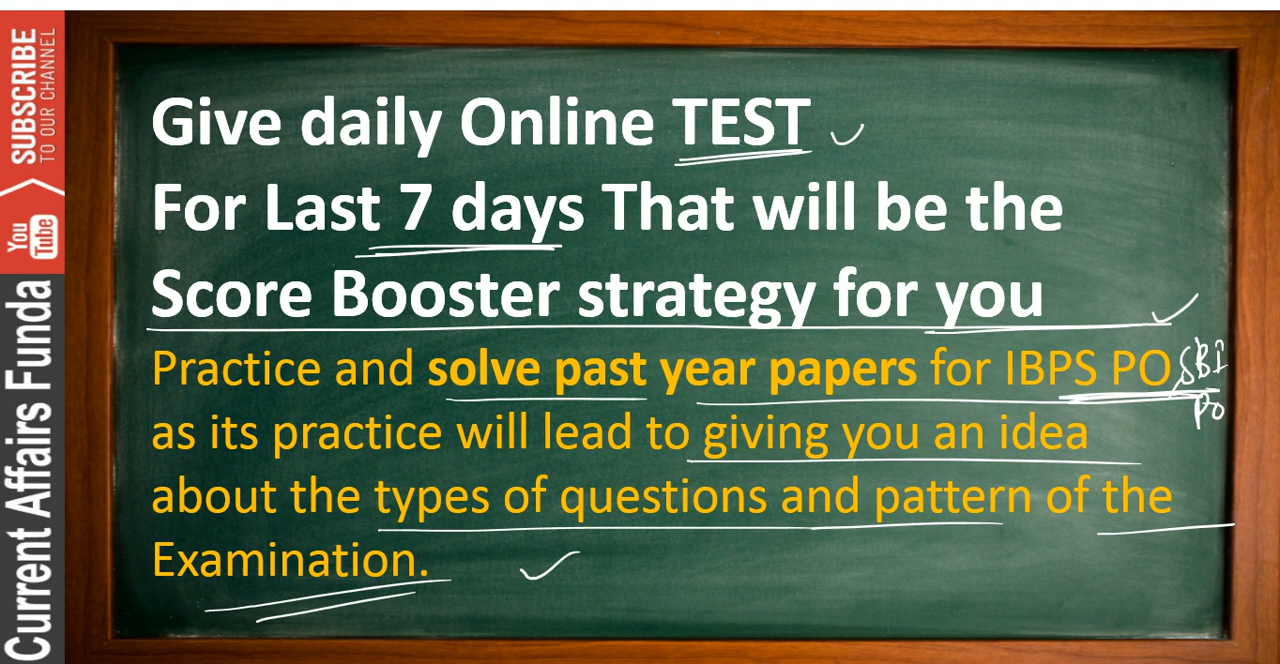 SUBSCRIBE
TO OUR CHANNEL
You Tube
Current Affairs Funda
Give daily Online TEST
For Last 7 days That will be the
Score Booster strategy for you
Practice and solve past year papers for IBPS PO SBI PO
as its practice will lead to giving you an idea
about the types of questions and pattern of the
Examination.